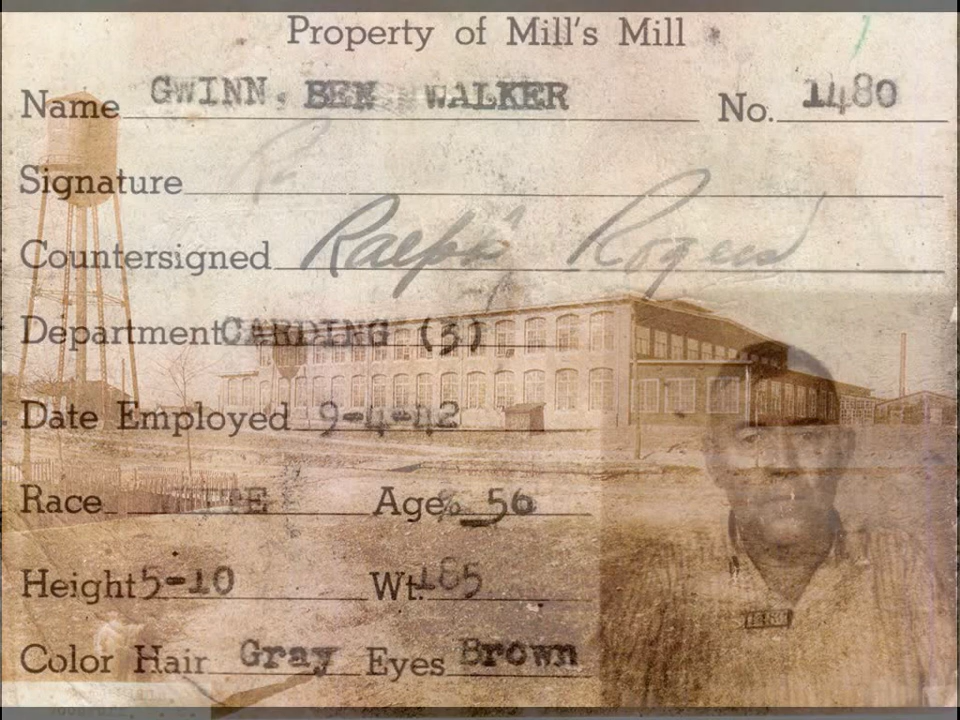 Property of Mill's Mill
Name GWINN, BEN WALKER No. 1480
Signature
Countersigned Ralph Rogers
Department CARDING (3)
Date Employed 9-4-42
Race Age 56
Height 5-10 Wt. 185
Color Hair Gray Eyes Brown